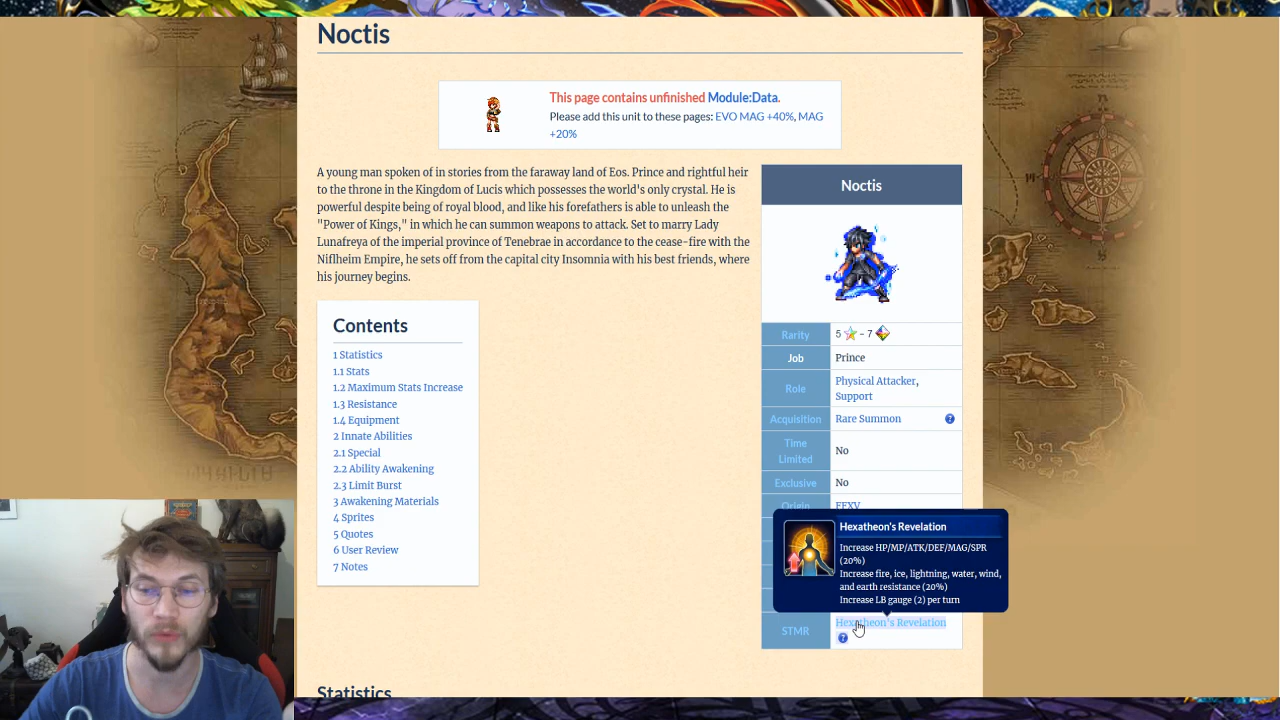 Noctis
This page contains unfinished Module:Data.
Please add this unit to these pages: EVO MAG +40%, MAG
+20%
A young man spoken of in stories from the faraway land of Eos. Prince and rightful heir
to the throne in the Kingdom of Lucis which possesses the world's only crystal. He is
powerful despite being of royal blood, and like his forefathers is able to unleash the
"Power of Kings," in which he can summon weapons to attack. Set to marry Lady
Lunafreya of the imperial province of Tenebrae in accordance to the cease-fire with the
Niflheim Empire, he sets off from the capital city Insomnia with his best friends, where
his journey begins.
Contents
1 Statistics
1.1 Stats
1.2 Maximum Stats Increase
1.3 Resistance
1.4 Equipment
2 Innate Abilities
2.1 Special
2.2 Ability Awakening
2.3 Limit Burst
3 Awakening Materials
4 Sprites
5 Quotes
6 User Review
7 Notes
Noctis
Rarity 5 – 7
Job Prince
Role Physical Attacker,
Support
Acquisition Rare Summon ?
Time
Limited No
Exclusive No
Origin FFXV
Hexatheon's Revelation
Increase HP/MP/ATK/DEF/MAG/SPR
(20%)
Increase fire, ice, lightning, water, wind,
and earth resistance (20%)
Increase LB gauge (2) per turn
STMR Hexatheon's Revelation
?
Statistics